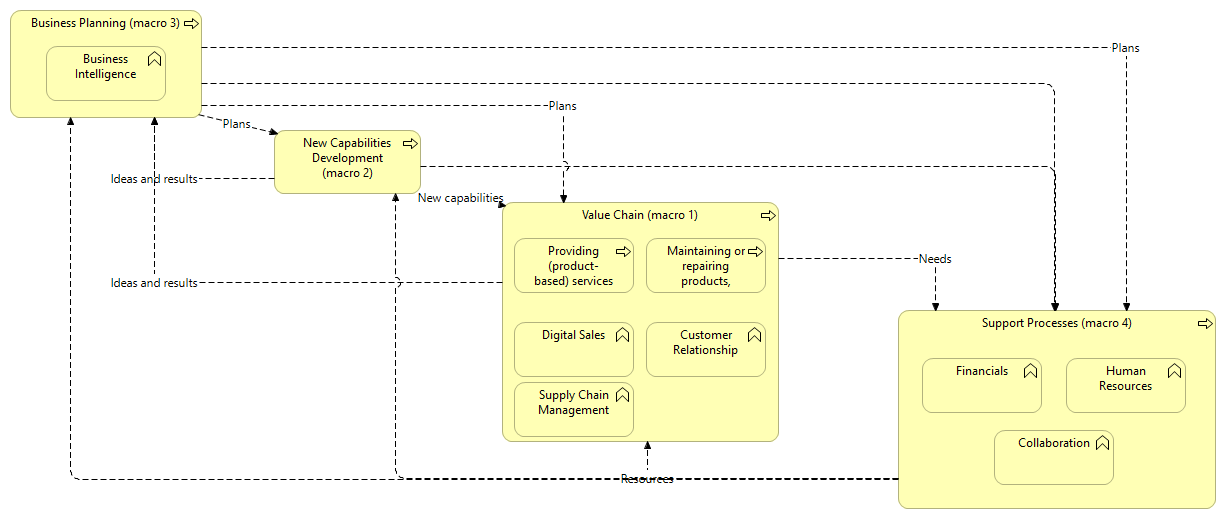 Business Planning (macro 3)
Business
Intelligence
Plans
Plans
Plans
New Capabilities
Development
(macro 2)
Ideas and results
New capabilities
Value Chain (macro 1)
Providing
(product-
based) services
Maintaining or
repairing
products,
Needs
Ideas and results
Support Processes (macro 4)
Digital Sales
Customer
Relationship
Financials
Human
Resources
Supply Chain
Management
Collaboration
Resources